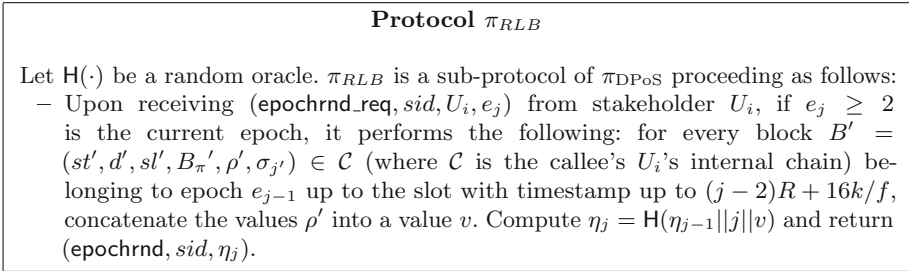 Protocol π_RLB
Let H(·) be a random oracle. π_RLB is a sub-protocol of π_DPoS proceeding as follows:
– Upon receiving (epochrnd_req, sid, U_i, e_j) from stakeholder U_i, if e_j ≥ 2
is the current epoch, it performs the following: for every block B′ =
(st′, d′, sl′, B_π′, ρ′, σ_j′) ∈ 𝒞 (where 𝒞 is the callee's U_i's internal chain) be-
longing to epoch e_{j−1} up to the slot with timestamp up to (j − 2)R + 16k/f,
concatenate the values ρ′ into a value v. Compute η_j = H(η_{j−1}||j||v) and return
(epochrnd, sid, η_j).